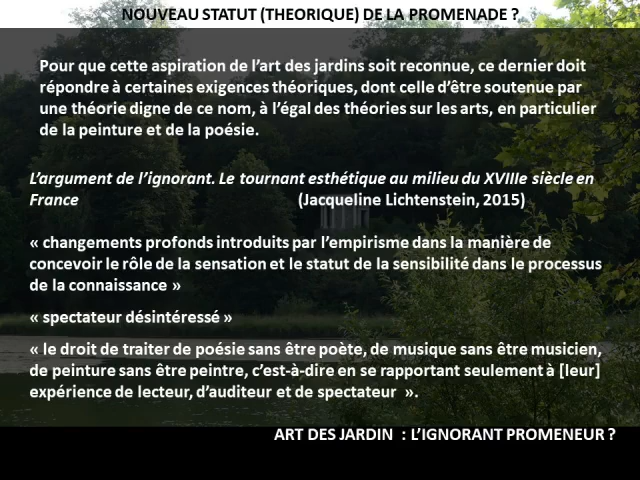 NOUVEAU STATUT (THEORIQUE) DE LA PROMENADE ?
Pour que cette aspiration de l’art des jardins soit reconnue, ce dernier doit
répondre à certaines exigences théoriques, dont celle d’être soutenue par
une théorie digne de ce nom, à l’égal des théories sur les arts, en particulier
de la peinture et de la poésie.
L’argument de l’ignorant. Le tournant esthétique au milieu du XVIIIe siècle en
France (Jacqueline Lichtenstein, 2015)
« changements profonds introduits par l’empirisme dans la manière de
concevoir le rôle de la sensation et le statut de la sensibilité dans le processus
de la connaissance »
« spectateur désintéressé »
« le droit de traiter de poésie sans être poète, de musique sans être musicien,
de peinture sans être peintre, c’est-à-dire en se rapportant seulement à [leur]
expérience de lecteur, d’auditeur et de spectateur ».
ART DES JARDIN : L’IGNORANT PROMENEUR ?